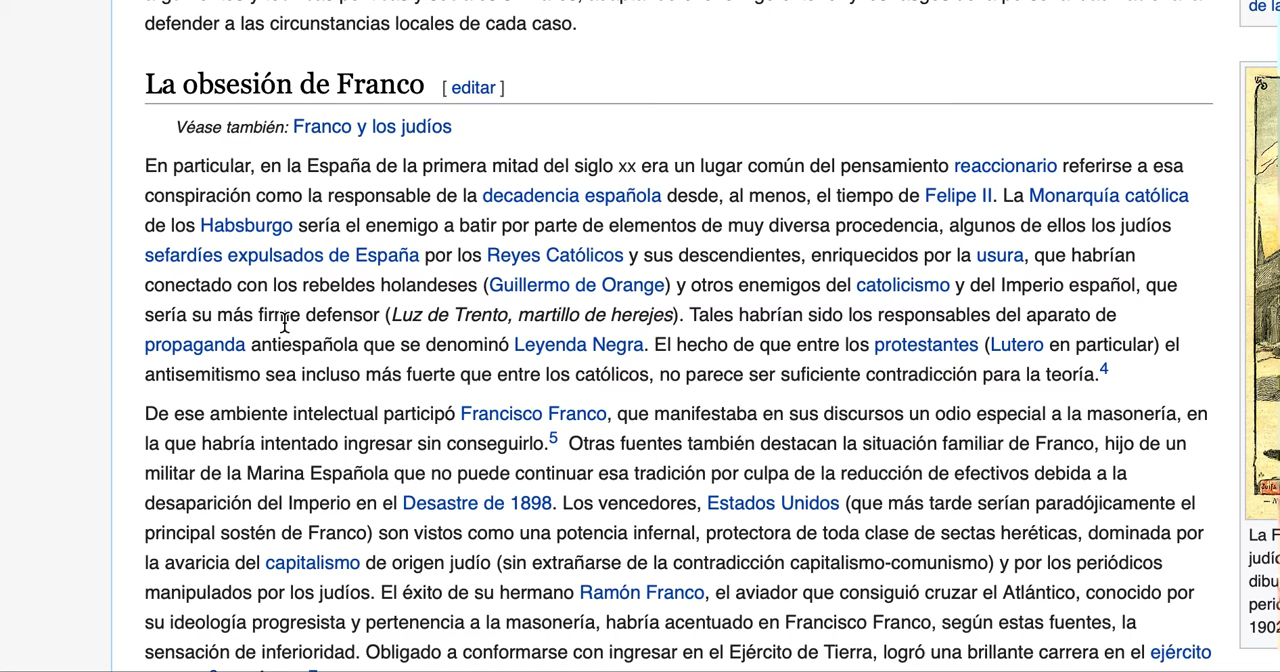 de la
defender a las circunstancias locales de cada caso.
La obsesión de Franco [ editar ]
Véase también: Franco y los judíos
En particular, en la España de la primera mitad del siglo xx era un lugar común del pensamiento reaccionario referirse a esa
conspiración como la responsable de la decadencia española desde, al menos, el tiempo de Felipe II. La Monarquía católica
de los Habsburgo sería el enemigo a batir por parte de elementos de muy diversa procedencia, algunos de ellos los judíos
sefardíes expulsados de España por los Reyes Católicos y sus descendientes, enriquecidos por la usura, que habrían
conectado con los rebeldes holandeses (Guillermo de Orange) y otros enemigos del catolicismo y del Imperio español, que
sería su más firme defensor (Luz de Trento, martillo de herejes). Tales habrían sido los responsables del aparato de
propaganda antiespañola que se denominó Leyenda Negra. El hecho de que entre los protestantes (Lutero en particular) el
antisemitismo sea incluso más fuerte que entre los católicos, no parece ser suficiente contradicción para la teoría.4
De ese ambiente intelectual participó Francisco Franco, que manifestaba en sus discursos un odio especial a la masonería, en
la que habría intentado ingresar sin conseguirlo.5 Otras fuentes también destacan la situación familiar de Franco, hijo de un
militar de la Marina Española que no puede continuar esa tradición por culpa de la reducción de efectivos debida a la
desaparición del Imperio en el Desastre de 1898. Los vencedores, Estados Unidos (que más tarde serían paradójicamente el
principal sostén de Franco) son vistos como una potencia infernal, protectora de toda clase de sectas heréticas, dominada por
la avaricia del capitalismo de origen judío (sin extrañarse de la contradicción capitalismo-comunismo) y por los periódicos
manipulados por los judíos. El éxito de su hermano Ramón Franco, el aviador que consiguió cruzar el Atlántico, conocido por
su ideología progresista y pertenencia a la masonería, habría acentuado en Francisco Franco, según estas fuentes, la
sensación de inferioridad. Obligado a conformarse con ingresar en el Ejército de Tierra, logró una brillante carrera en el ejército
La F
judíc
dibu
peri
1902